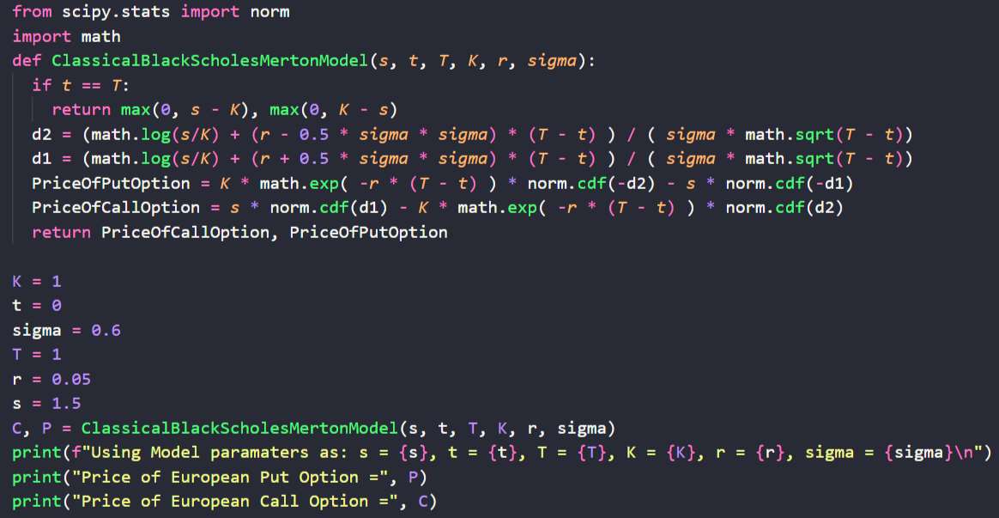 from scipy.stats import norm
import math
def ClassicalBlackScholesMertonModel(s, t, T, K, r, sigma):
  if t == T:
    return max(0, s - K), max(0, K - s)
  d2 = (math.log(s/K) + (r - 0.5 * sigma * sigma) * (T - t) ) / ( sigma * math.sqrt(T - t))
  d1 = (math.log(s/K) + (r + 0.5 * sigma * sigma) * (T - t) ) / ( sigma * math.sqrt(T - t))
  PriceOfPutOption = K * math.exp( -r * (T - t) ) * norm.cdf(-d2) - s * norm.cdf(-d1)
  PriceOfCallOption = s * norm.cdf(d1) - K * math.exp( -r * (T - t) ) * norm.cdf(d2)
  return PriceOfCallOption, PriceOfPutOption

K = 1
t = 0
sigma = 0.6
T = 1
r = 0.05
s = 1.5
C, P = ClassicalBlackScholesMertonModel(s, t, T, K, r, sigma)
print(f"Using Model paramaters as: s = {s}, t = {t}, T = {T}, K = {K}, r = {r}, sigma = {sigma}\n")
print("Price of European Put Option =", P)
print("Price of European Call Option =", C)